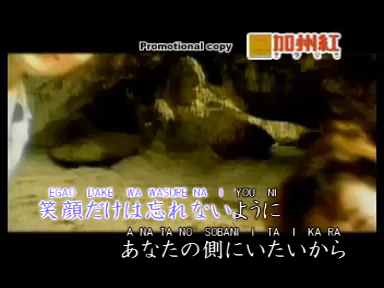 Promotional copy
加州紅
EGAO DAKE WA WASURE NA I YOU NI
笑顔だけは忘れないように
A NA TA NO SOBANI I TA I KA RA
あなたの側にいたいから